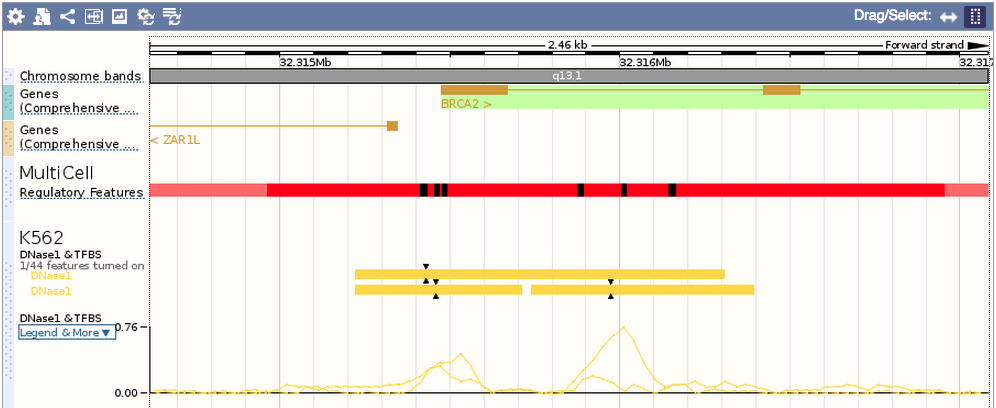 Drag/Select:
2.46 kb
Forward strand
32.315Mb
32.316Mb
32.317
Chromosome bands
q13.1
Genes
(Comprehensive ...
BRCA2 >
Genes
(Comprehensive ...
< ZAR1L
MultiCell
Regulatory Features
K562
DNase1 & TFBS
1/44 features turned on
DNase1
DNase1
DNase1 & TFBS
Legend & More ▼
0.76
0.00